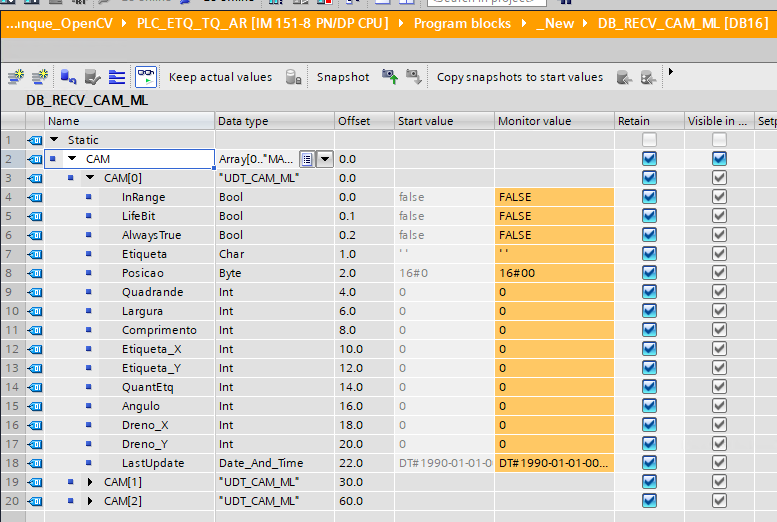 ...nque_OpenCV ▸ PLC_ETQ_TQ_AR [IM 151-8 PN/DP CPU] ▸ Program blocks ▸ _New ▸ DB_RECV_CAM_ML [DB16]
Keep actual values Snapshot Copy snapshots to start values
DB_RECV_CAM_ML
Name Data type Offset Start value Monitor value Retain Visible in ... Setp
1 Static
2 CAM Array[0.."MA... 0.0
3 CAM[0] "UDT_CAM_ML" 0.0
4 InRange Bool 0.0 false FALSE
5 LifeBit Bool 0.1 false FALSE
6 AlwaysTrue Bool 0.2 false FALSE
7 Etiqueta Char 1.0 ' ' ' '
8 Posicao Byte 2.0 16#0 16#00
9 Quadrande Int 4.0 0 0
10 Largura Int 6.0 0 0
11 Comprimento Int 8.0 0 0
12 Etiqueta_X Int 10.0 0 0
13 Etiqueta_Y Int 12.0 0 0
14 QuantEtq Int 14.0 0 0
15 Angulo Int 16.0 0 0
16 Dreno_X Int 18.0 0 0
17 Dreno_Y Int 20.0 0 0
18 LastUpdate Date_And_Time 22.0 DT#1990-01-01-0 DT#1990-01-01-00...
19 CAM[1] "UDT_CAM_ML" 30.0
20 CAM[2] "UDT_CAM_ML" 60.0